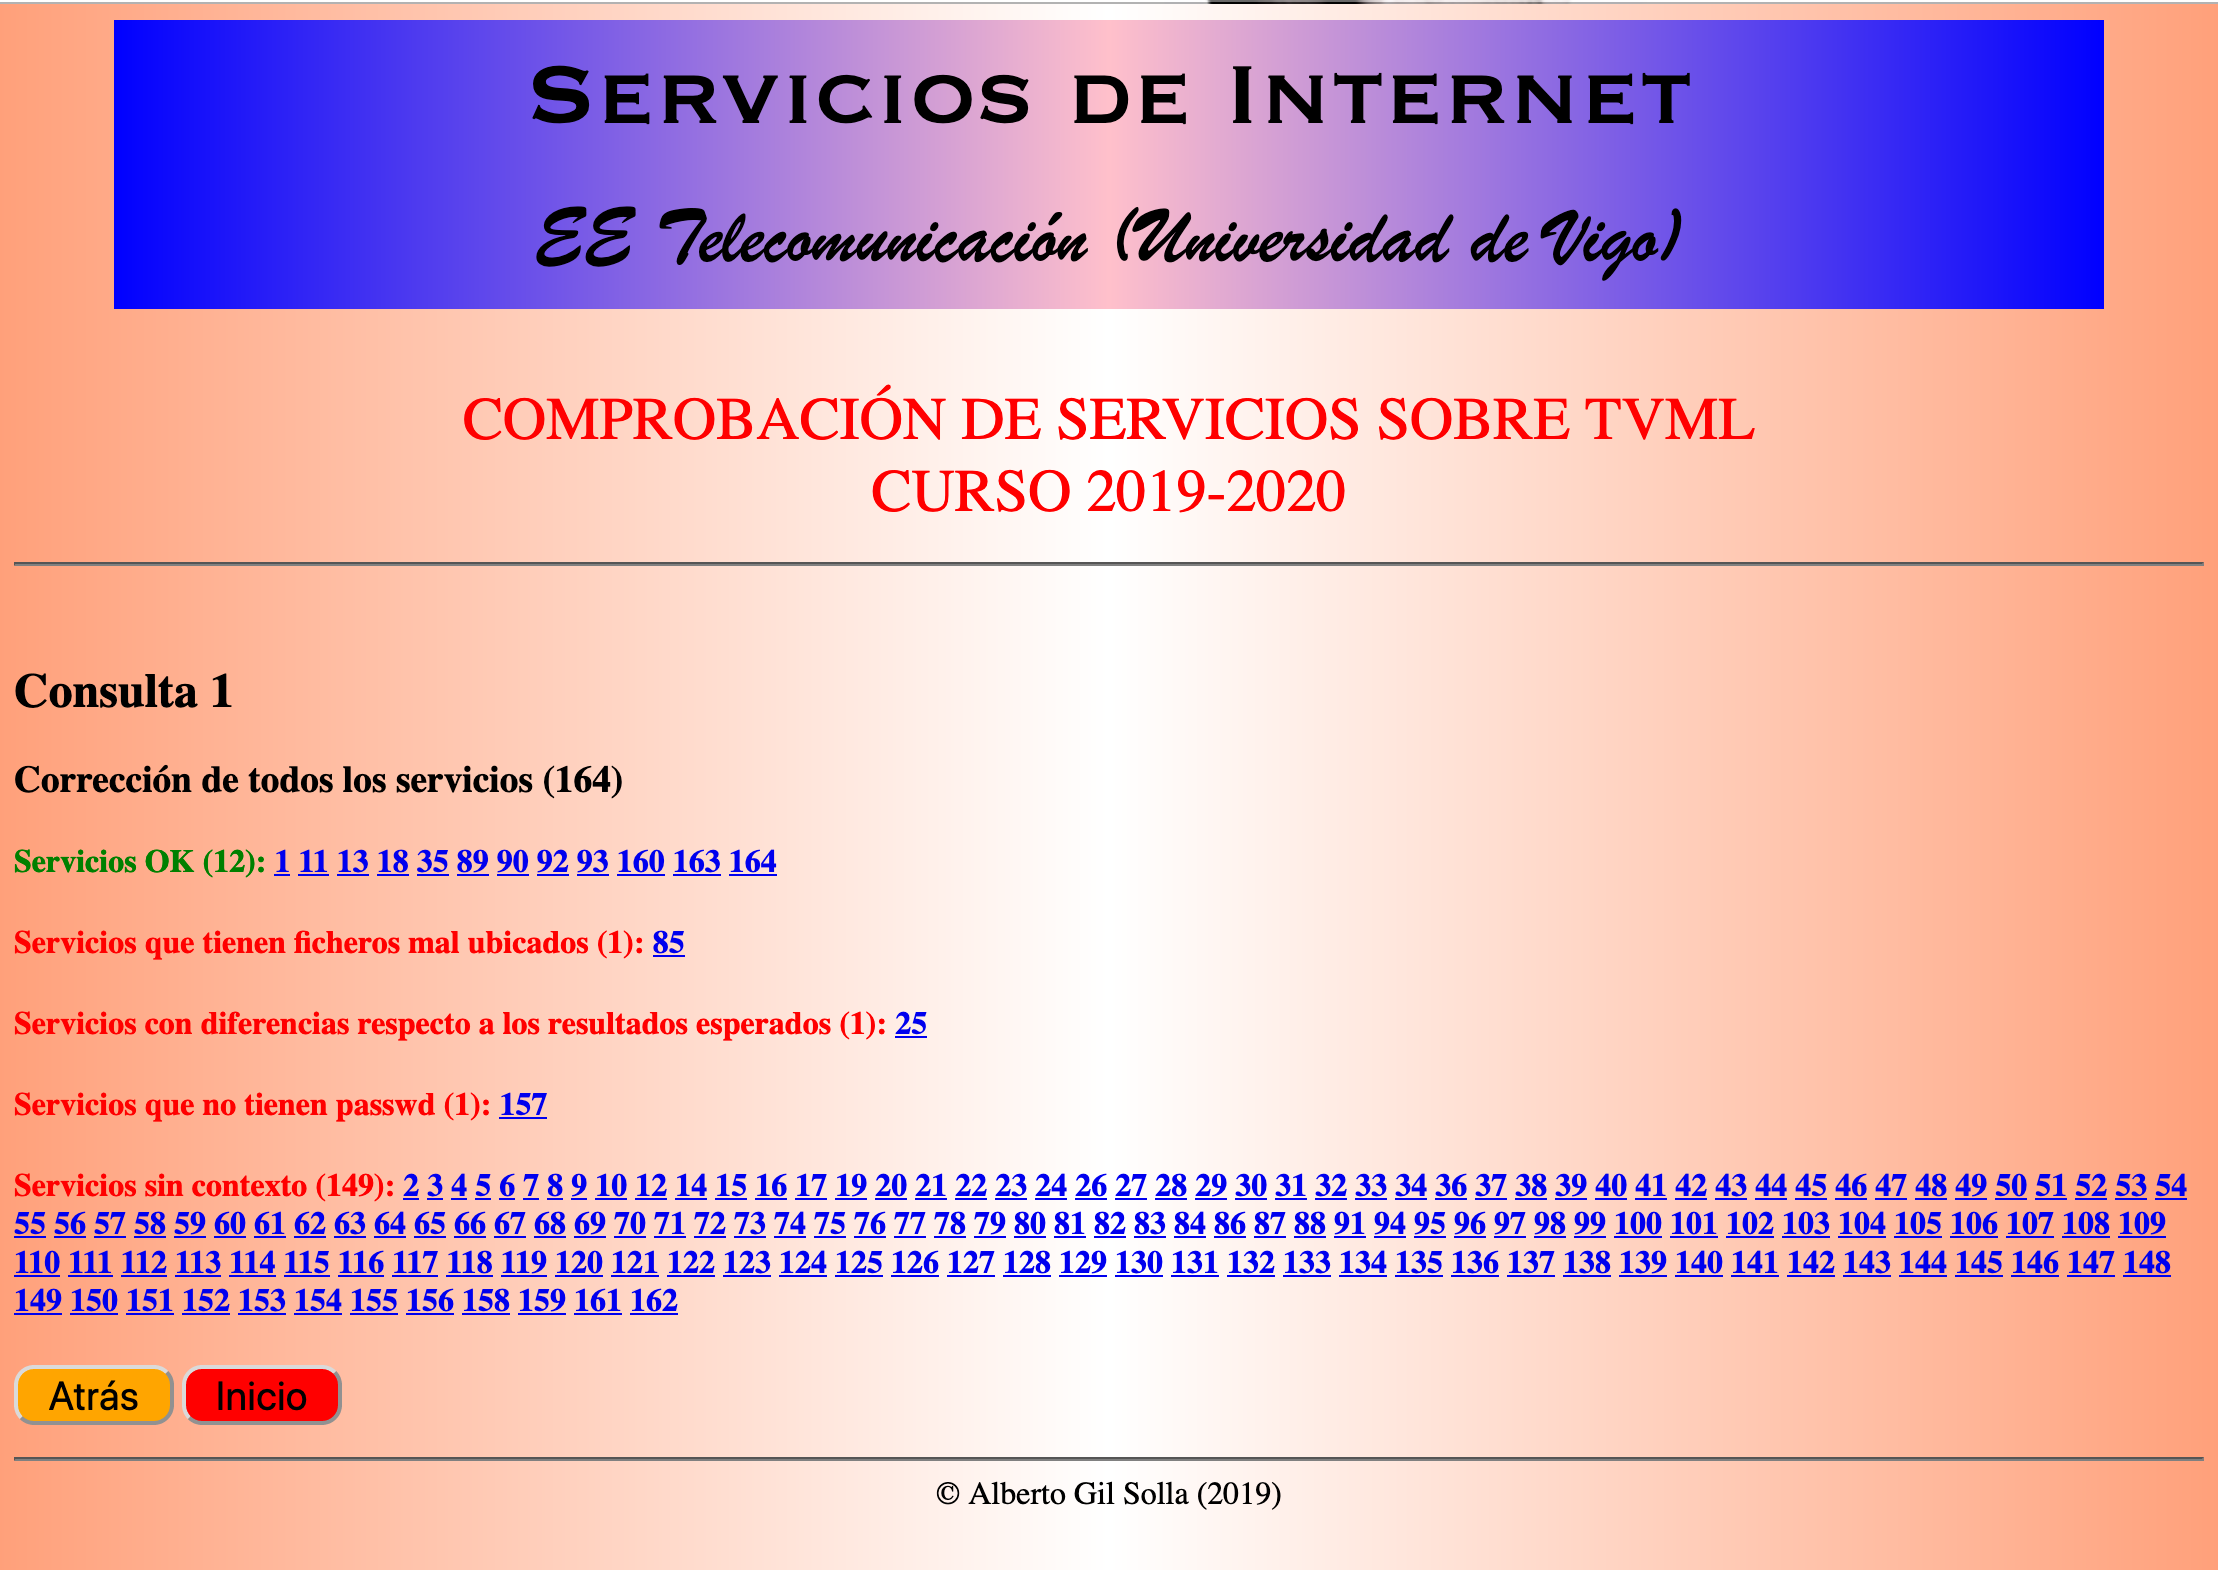 Servicios de Internet
EE Telecomunicación (Universidad de Vigo)
COMPROBACIÓN DE SERVICIOS SOBRE TVML
CURSO 2019-2020
Consulta 1
Corrección de todos los servicios (164)
Servicios OK (12): 1 11 13 18 35 89 90 92 93 160 163 164
Servicios que tienen ficheros mal ubicados (1): 85
Servicios con diferencias respecto a los resultados esperados (1): 25
Servicios que no tienen passwd (1): 157
Servicios sin contexto (149): 2 3 4 5 6 7 8 9 10 12 14 15 16 17 19 20 21 22 23 24 26 27 28 29 30 31 32 33 34 36 37 38 39 40 41 42 43 44 45 46 47 48 49 50 51 52 53 54
55 56 57 58 59 60 61 62 63 64 65 66 67 68 69 70 71 72 73 74 75 76 77 78 79 80 81 82 83 84 86 87 88 91 94 95 96 97 98 99 100 101 102 103 104 105 106 107 108 109
110 111 112 113 114 115 116 117 118 119 120 121 122 123 124 125 126 127 128 129 130 131 132 133 134 135 136 137 138 139 140 141 142 143 144 145 146 147 148
149 150 151 152 153 154 155 156 158 159 161 162
Atrás Inicio
© Alberto Gil Solla (2019)